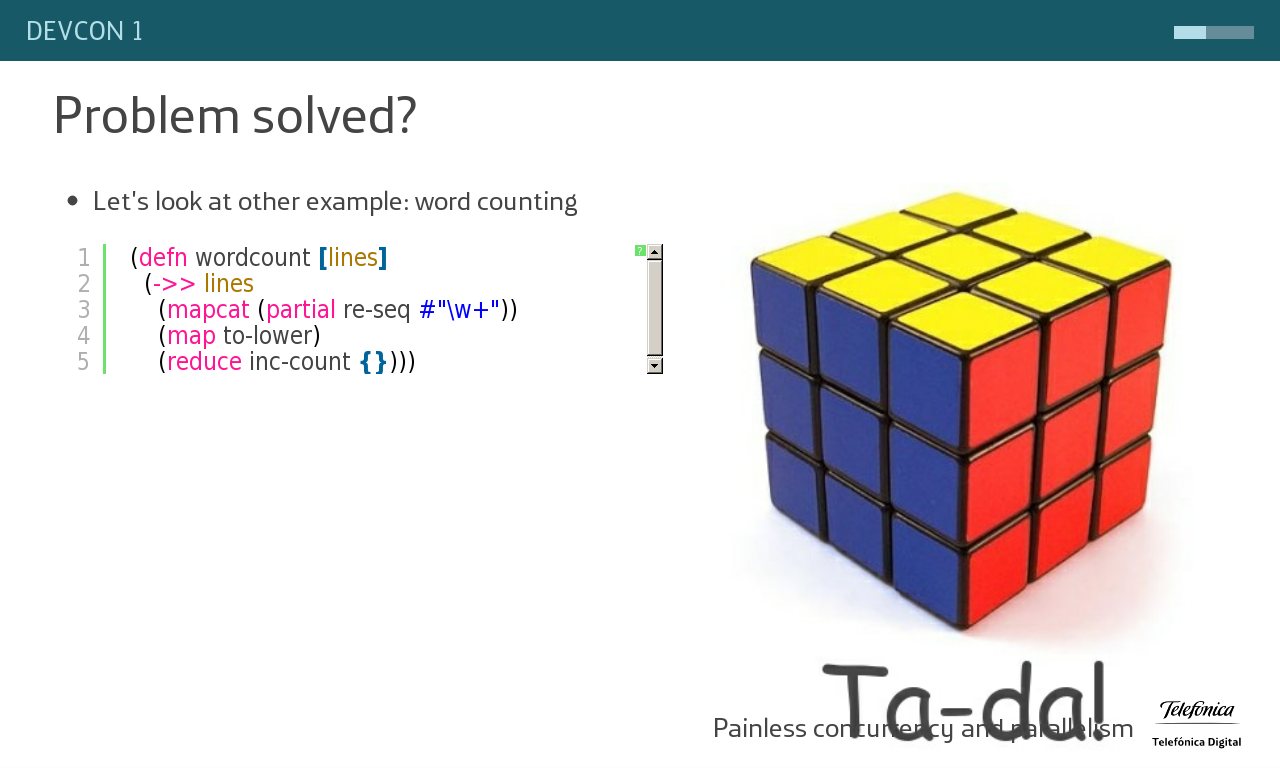 DEVCON 1
Problem solved?
Let's look at other example: word counting
1 (defn wordcount [lines]
2 (->> lines
3 (mapcat (partial re-seq #"\w+"))
4 (map to-lower)
5 (reduce inc-count {})))
?
Ta-da!
Painless concurrency and parallelism
Telefónica
Telefónica Digital